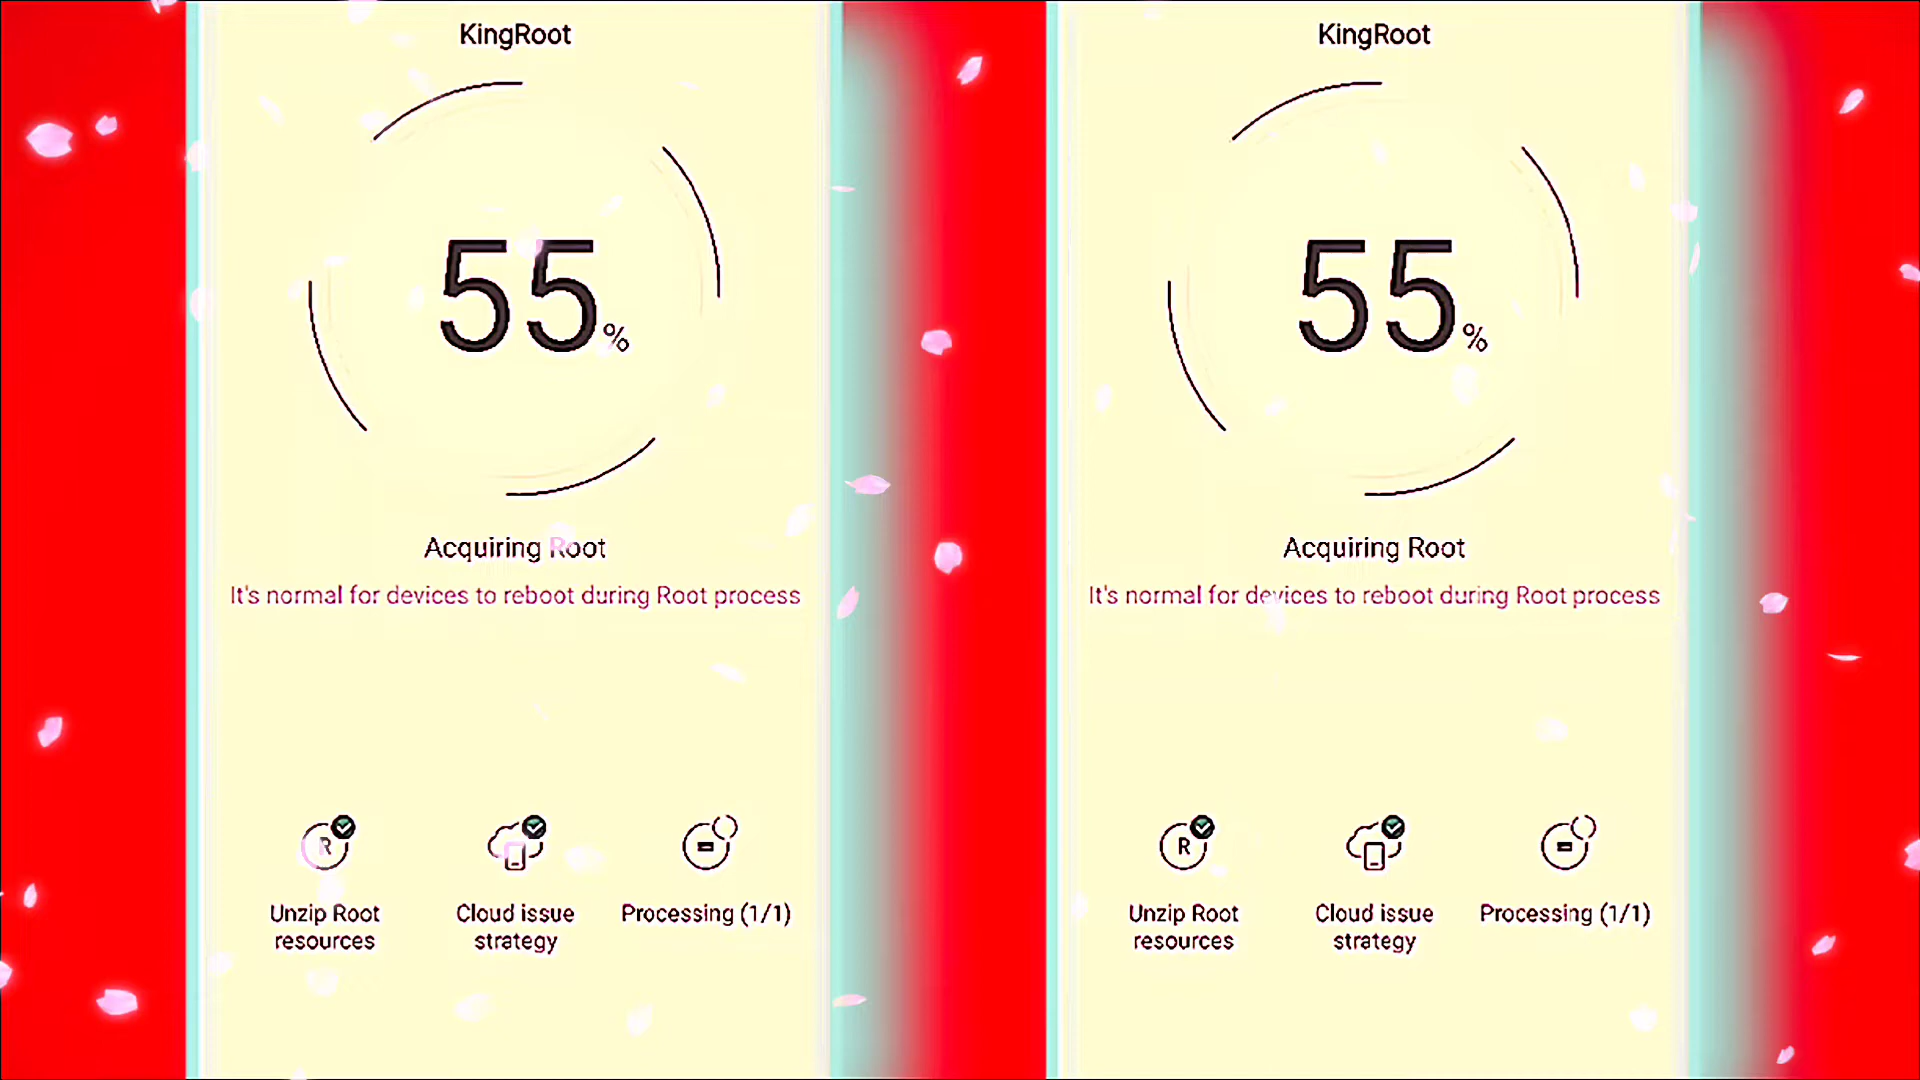 KingRoot
55%
Acquiring Root
It's normal for devices to reboot during Root process
R
Unzip Root
resources
Cloud issue
strategy
Processing (1/1)
KingRoot
55%
Acquiring Root
It's normal for devices to reboot during Root process
R
Unzip Root
resources
Cloud issue
strategy
Processing (1/1)